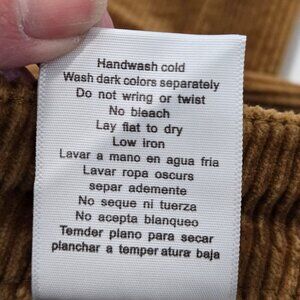 Handwash cold
Wash dark colors separately
Do not wring or twist
No bleach
Lay flat to dry
Low iron
Lavar a mano en agua fria
Lavar ropa oscurs
separ ademente
No seque ni tuerza
No acepta blanqueo
Temder plano para secar
planchar a temper atura baja